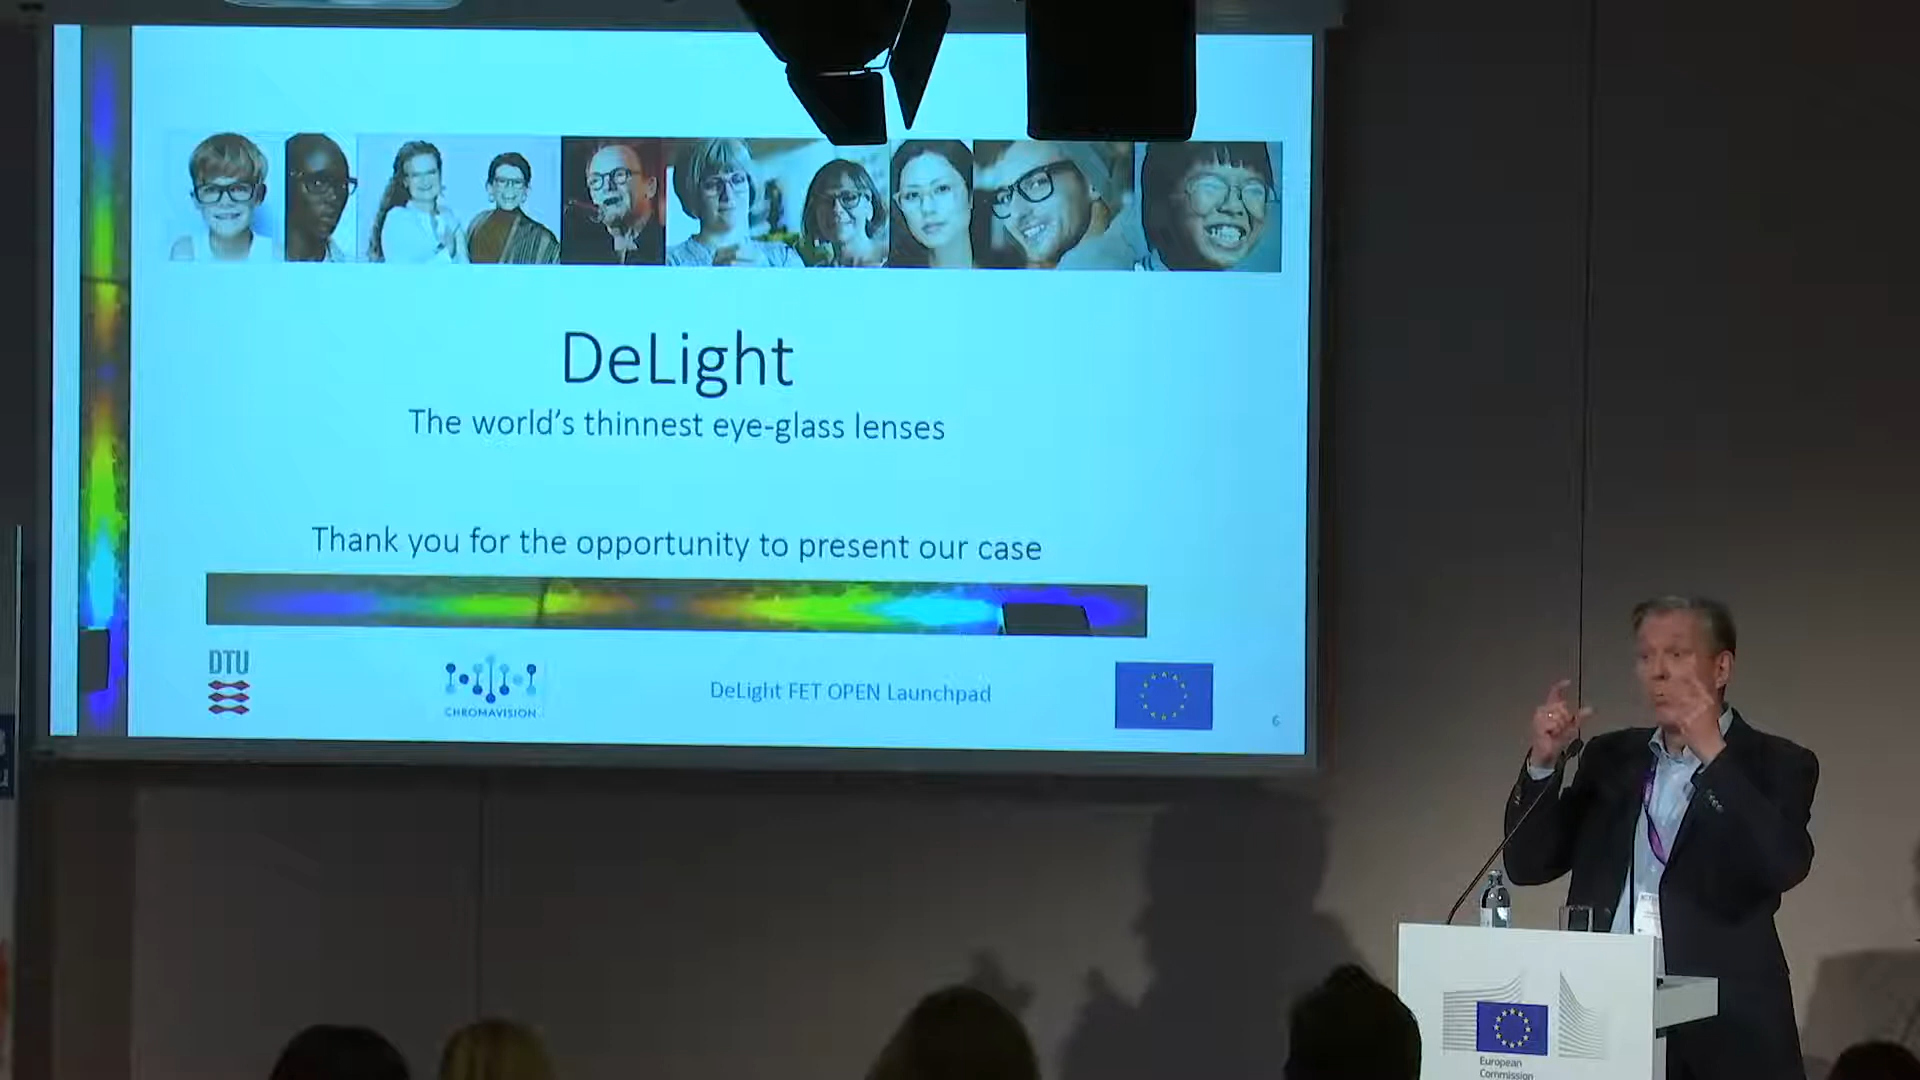 DeLight
The world's thinnest eye-glass lenses
Thank you for the opportunity to present our case
DTU
CHROMAVISION
DeLight FET OPEN Launchpad
6
European
Commission